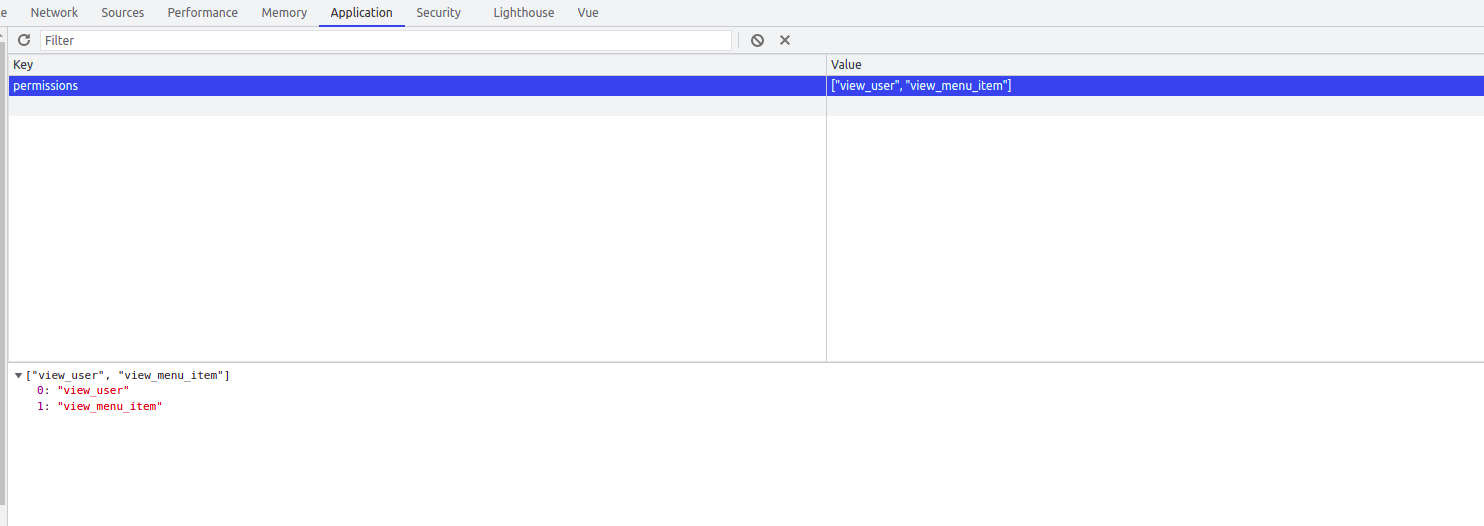 e Network Sources Performance Memory Application Security Lighthouse Vue
Filter
Key Value
permissions ["view_user", "view_menu_item"]
["view_user", "view_menu_item"]
0: "view_user"
1: "view_menu_item"